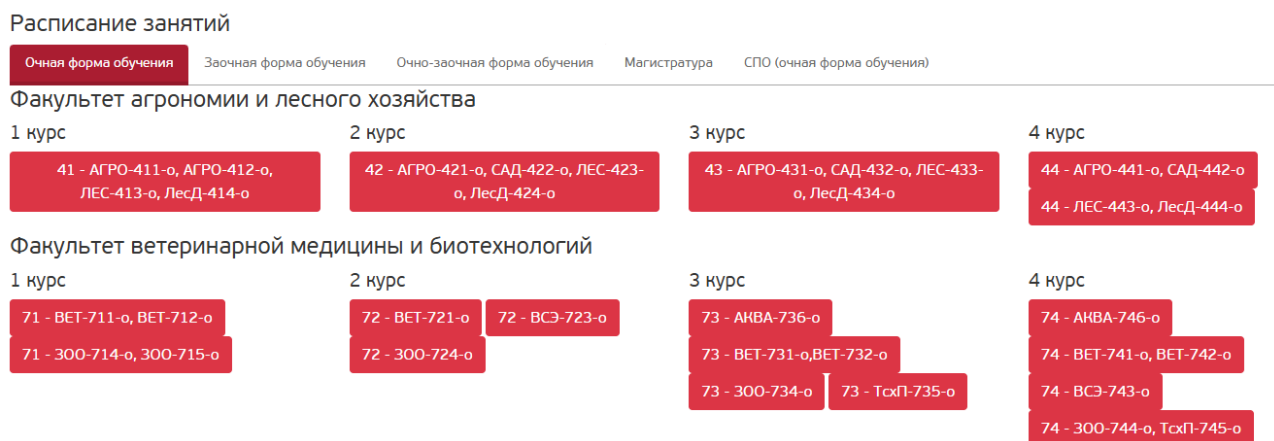 Расписание занятий
Очная форма обучения Заочная форма обучения Очно-заочная форма обучения Магистратура СПО (очная форма обучения)
Факультет агрономии и лесного хозяйства
1 курс
41 - АГРО-411-о, АГРО-412-о,
ЛЕС-413-о, ЛесД-414-о
2 курс
42 - АГРО-421-о, САД-422-о, ЛЕС-423-
о, ЛесД-424-о
3 курс
43 - АГРО-431-о, САД-432-о, ЛЕС-433-
о, ЛесД-434-о
4 курс
44 - АГРО-441-о, САД-442-о
44 - ЛЕС-443-о, ЛесД-444-о
Факультет ветеринарной медицины и биотехнологий
1 курс
71 - ВЕТ-711-о, ВЕТ-712-о
71 - ЗОО-714-о, ЗОО-715-о
2 курс
72 - ВЕТ-721-о 72 - ВСЭ-723-о
72 - ЗОО-724-о
3 курс
73 - АКВА-736-о
73 - ВЕТ-731-о,ВЕТ-732-о
73 - ЗОО-734-о 73 - ТсхП-735-о
4 курс
74 - АКВА-746-о
74 - ВЕТ-741-о, ВЕТ-742-о
74 - ВСЭ-743-о
74 - ЗОО-744-о, ТсхП-745-о